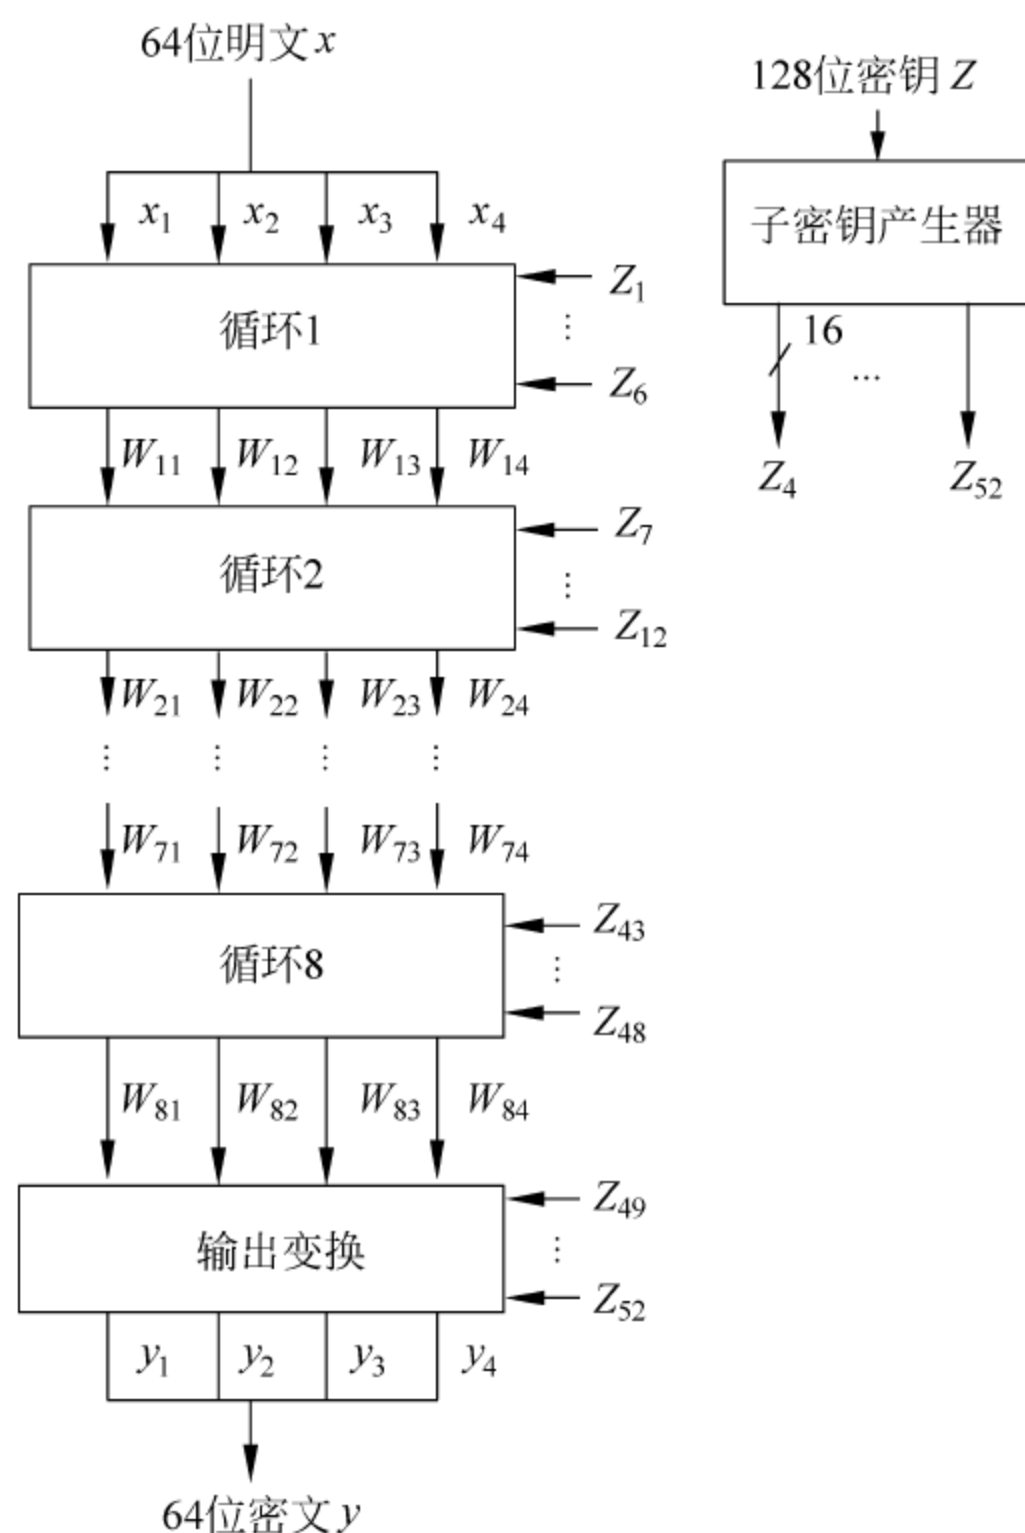 64位明文 x
x1 x2 x3 x4
循环1
Z1
⋮
Z6
W11 W12 W13 W14
循环2
Z7
⋮
Z12
W21 W22 W23 W24
⋮ ⋮ ⋮ ⋮
W71 W72 W73 W74
循环8
Z43
⋮
Z48
W81 W82 W83 W84
输出变换
Z49
⋮
Z52
y1 y2 y3 y4
64位密文 y
128位密钥 Z
子密钥产生器
16
...
Z4 Z52